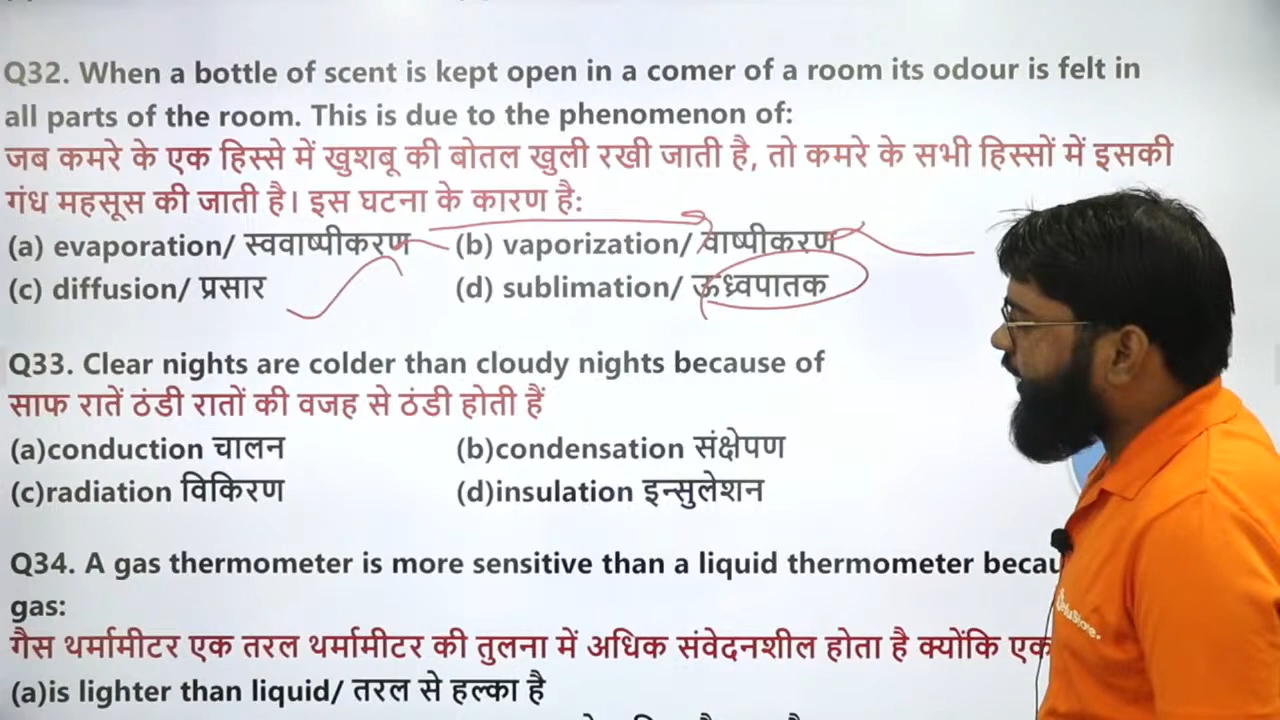 Q32. When a bottle of scent is kept open in a comer of a room its odour is felt in
all parts of the room. This is due to the phenomenon of:
जब कमरे के एक हिस्से में खुशबू की बोतल खुली रखी जाती है, तो कमरे के सभी हिस्सों में इसकी
गंध महसूस की जाती है। इस घटना के कारण है:
(a) evaporation/ स्ववाष्पीकरण (b) vaporization/ वाष्पीकरण
(c) diffusion/ प्रसार (d) sublimation/ ऊध्र्वपातक
Q33. Clear nights are colder than cloudy nights because of
साफ रातें ठंडी रातों की वजह से ठंडी होती हैं
(a)conduction चालन (b)condensation संक्षेपण
(c)radiation विकिरण (d)insulation इन्सुलेशन
Q34. A gas thermometer is more sensitive than a liquid thermometer becau
gas:
गैस थर्मामीटर एक तरल थर्मामीटर की तुलना में अधिक संवेदनशील होता है क्योंकि एक
(a)is lighter than liquid/ तरल से हल्का है